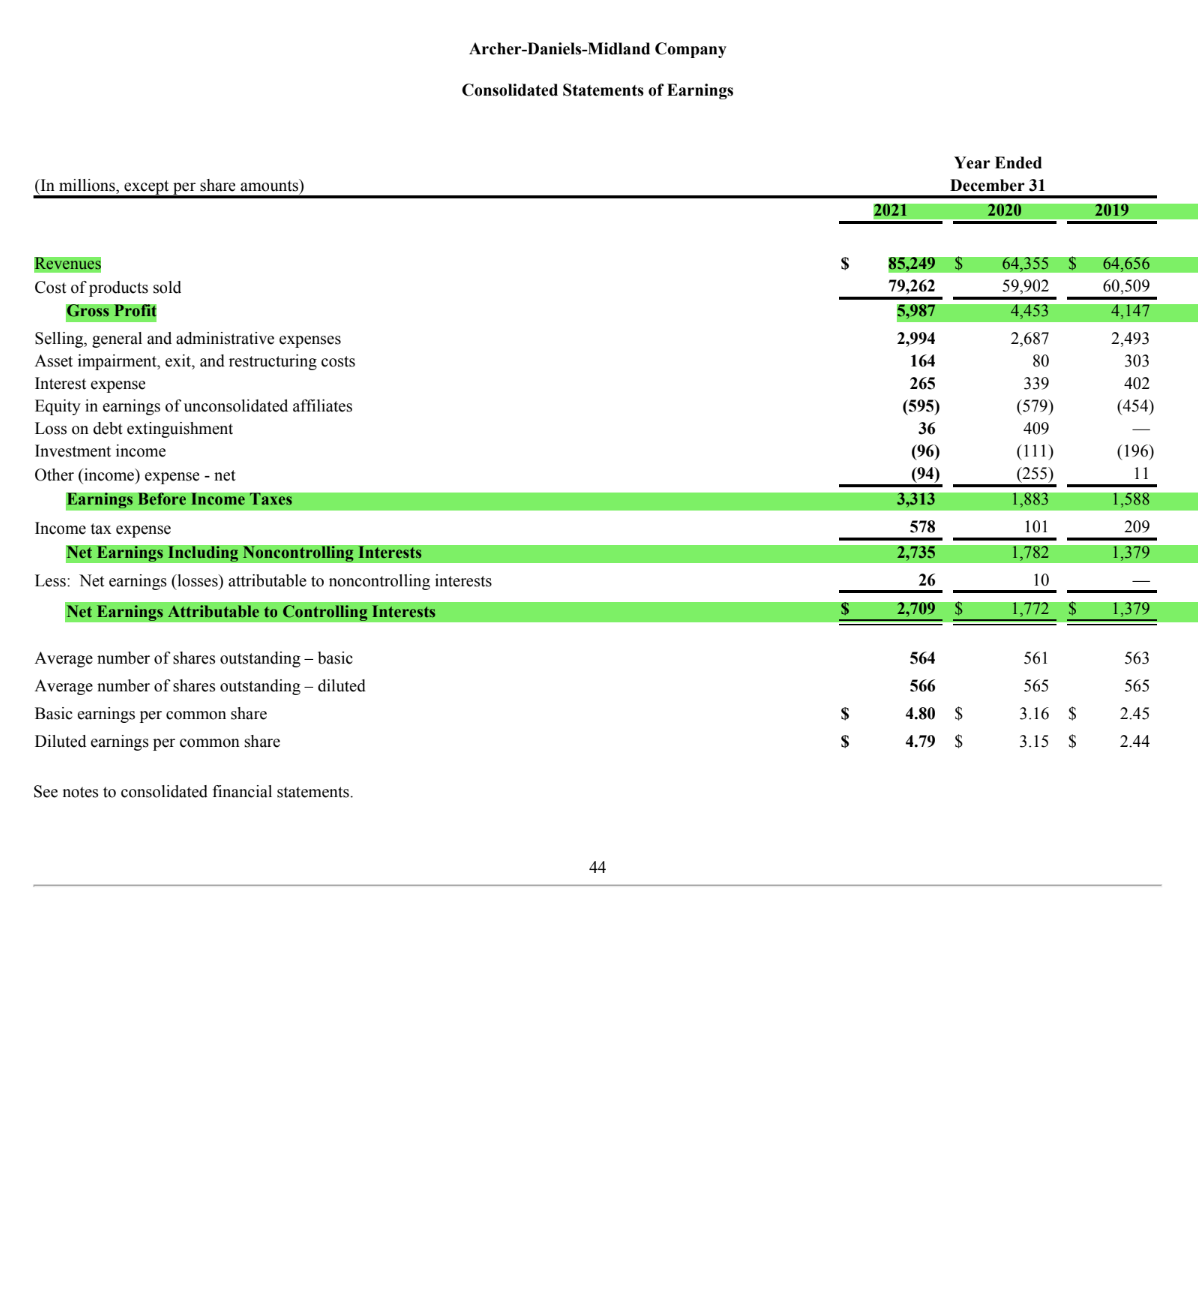 Archer-Daniels-Midland Company
Consolidated Statements of Earnings
Year Ended
(In millions, except per share amounts) December 31
2021 2020 2019
Revenues $ 85,249 $ 64,355 $ 64,656
Cost of products sold 79,262 59,902 60,509
Gross Profit 5,987 4,453 4,147
Selling, general and administrative expenses 2,994 2,687 2,493
Asset impairment, exit, and restructuring costs 164 80 303
Interest expense 265 339 402
Equity in earnings of unconsolidated affiliates (595) (579) (454)
Loss on debt extinguishment 36 409 —
Investment income (96) (111) (196)
Other (income) expense - net (94) (255) 11
Earnings Before Income Taxes 3,313 1,883 1,588
Income tax expense 578 101 209
Net Earnings Including Noncontrolling Interests 2,735 1,782 1,379
Less: Net earnings (losses) attributable to noncontrolling interests 26 10 —
Net Earnings Attributable to Controlling Interests $ 2,709 $ 1,772 $ 1,379
Average number of shares outstanding – basic 564 561 563
Average number of shares outstanding – diluted 566 565 565
Basic earnings per common share $ 4.80 $ 3.16 $ 2.45
Diluted earnings per common share $ 4.79 $ 3.15 $ 2.44
See notes to consolidated financial statements.
44